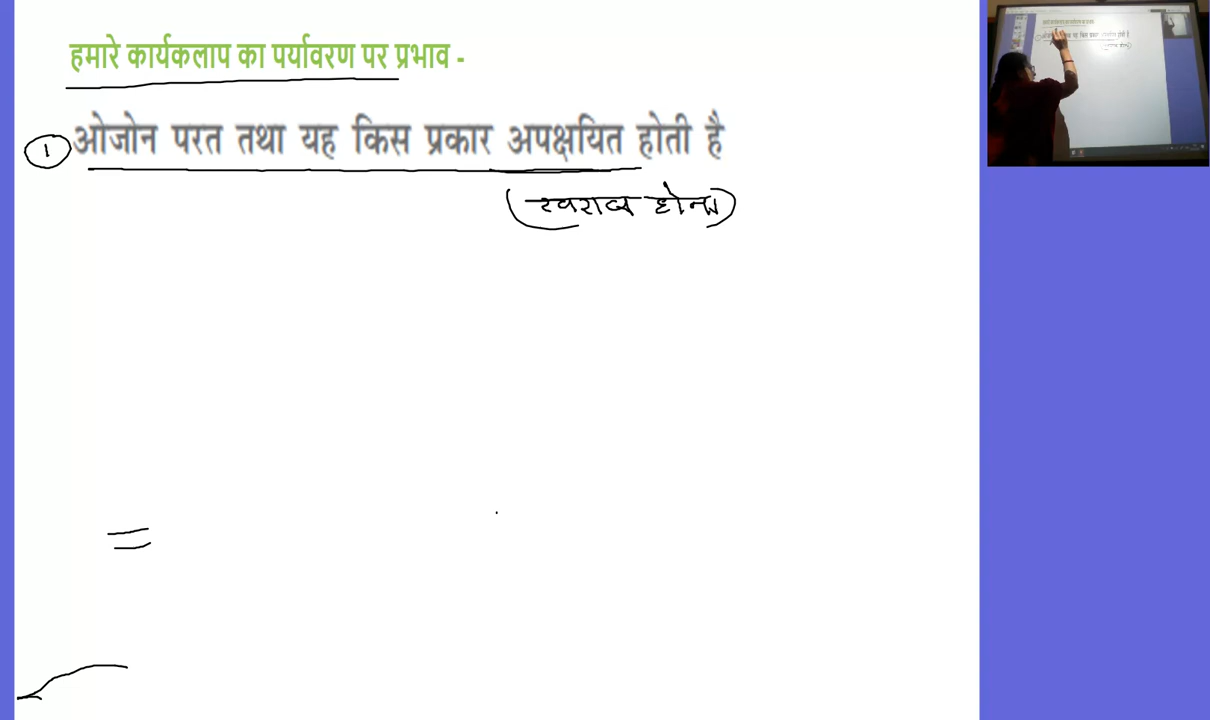 हमारे कार्यकलाप का पर्यावरण पर प्रभाव -
1 ओजोन परत तथा यह किस प्रकार अपक्षयित होती है
(खराब होना)